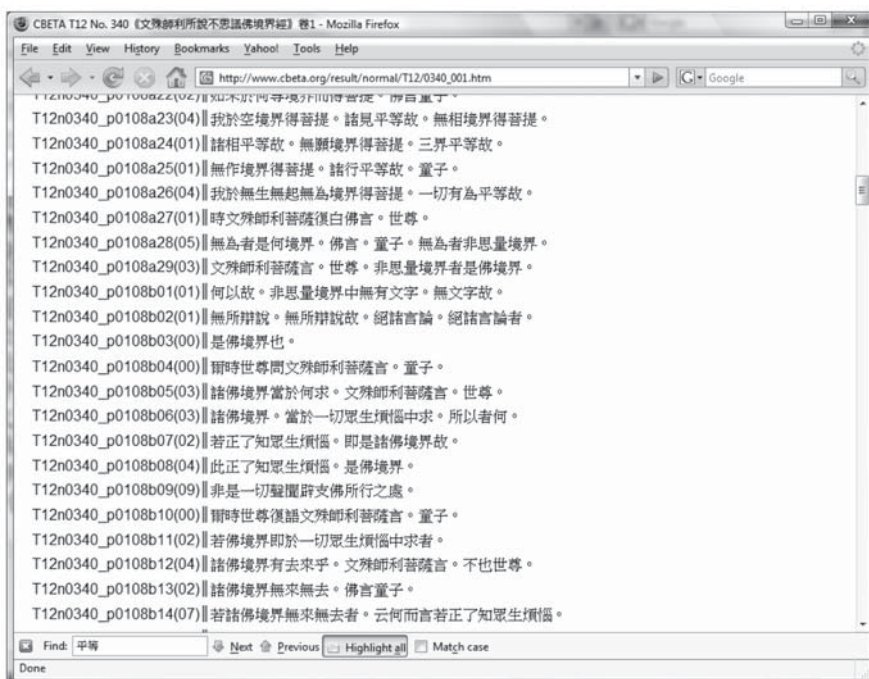 CBETA T12 No. 340《文殊師利所說不思議佛境界經》卷1 - Mozilla Firefox
File Edit View History Bookmarks Yahoo! Tools Help
http://www.cbeta.org/result/normal/T12/0340_001.htm
Google
T12n0340_p0108a22(02)║如來於何等境界而得菩提。佛言童子。
T12n0340_p0108a23(04)║我於空境界得菩提。諸見平等故。無相境界得菩提。
T12n0340_p0108a24(01)║諸相平等故。無願境界得菩提。三界平等故。
T12n0340_p0108a25(01)║無作境界得菩提。諸行平等故。童子。
T12n0340_p0108a26(04)║我於無生無起無為境界得菩提。一切有為平等故。
T12n0340_p0108a27(01)║時文殊師利菩薩復白佛言。世尊。
T12n0340_p0108a28(05)║無為者是何境界。佛言。童子。無為者非思量境界。
T12n0340_p0108a29(03)║文殊師利菩薩言。世尊。非思量境界者是佛境界。
T12n0340_p0108b01(01)║何以故。非思量境界中無有文字。無文字故。
T12n0340_p0108b02(01)║無所辯說。無所辯說故。絕諸言論。絕諸言論者。
T12n0340_p0108b03(00)║是佛境界也。
T12n0340_p0108b04(00)║爾時世尊問文殊師利菩薩言。童子。
T12n0340_p0108b05(03)║諸佛境界當於何求。文殊師利菩薩言。世尊。
T12n0340_p0108b06(03)║諸佛境界。當於一切眾生煩惱中求。所以者何。
T12n0340_p0108b07(02)║若正了知眾生煩惱。即是諸佛境界故。
T12n0340_p0108b08(04)║此正了知眾生煩惱。是佛境界。
T12n0340_p0108b09(09)║非是一切聲聞辟支佛所行之處。
T12n0340_p0108b10(00)║爾時世尊復語文殊師利菩薩言。童子。
T12n0340_p0108b11(02)║若佛境界即於一切眾生煩惱中求者。
T12n0340_p0108b12(04)║諸佛境界有去來乎。文殊師利菩薩言。不也世尊。
T12n0340_p0108b13(02)║諸佛境界無來無去。佛言童子。
T12n0340_p0108b14(07)║若諸佛境界無來無去者。云何而言若正了知眾生煩惱。
Find: 平等 Next Previous Highlight all Match case
Done